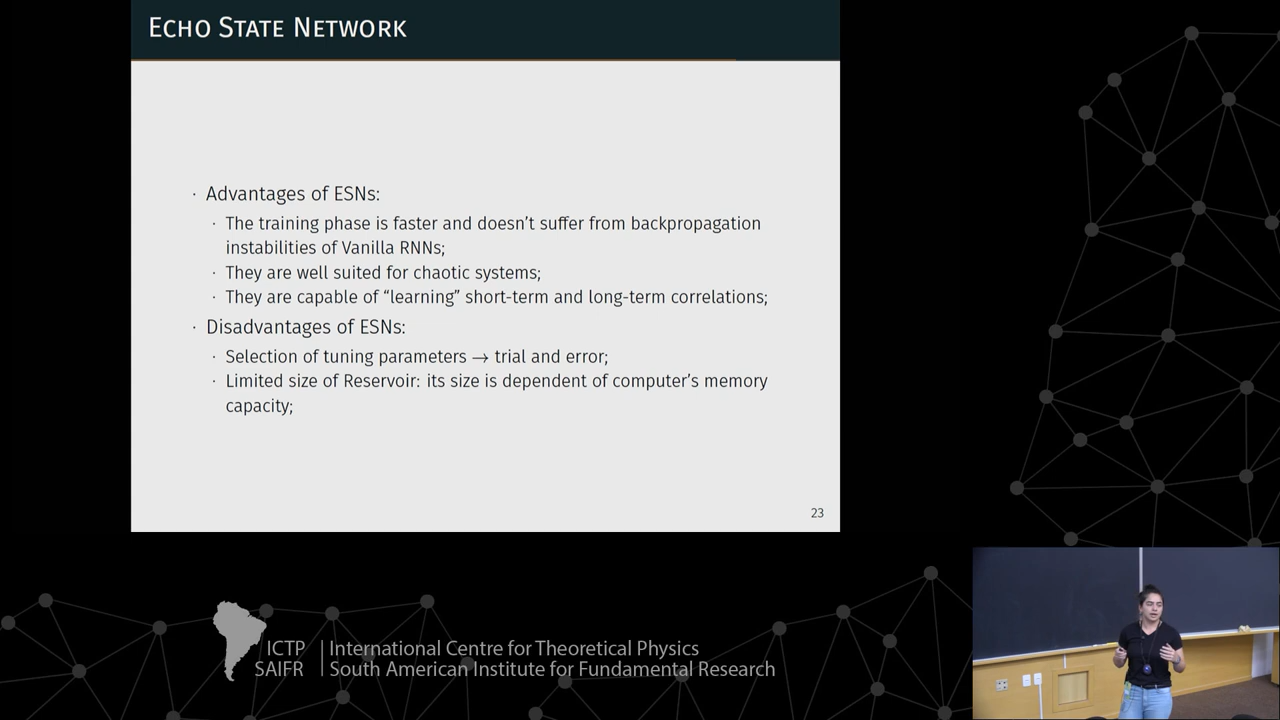 ECHO STATE NETWORK
· Advantages of ESNs:
· The training phase is faster and doesn't suffer from backpropagation
instabilities of Vanilla RNNs;
· They are well suited for chaotic systems;
· They are capable of “learning” short-term and long-term correlations;
· Disadvantages of ESNs:
· Selection of tuning parameters → trial and error;
· Limited size of Reservoir: its size is dependent of computer's memory
capacity;
23
ICTP | International Centre for Theoretical Physics
SAIFR | South American Institute for Fundamental Research